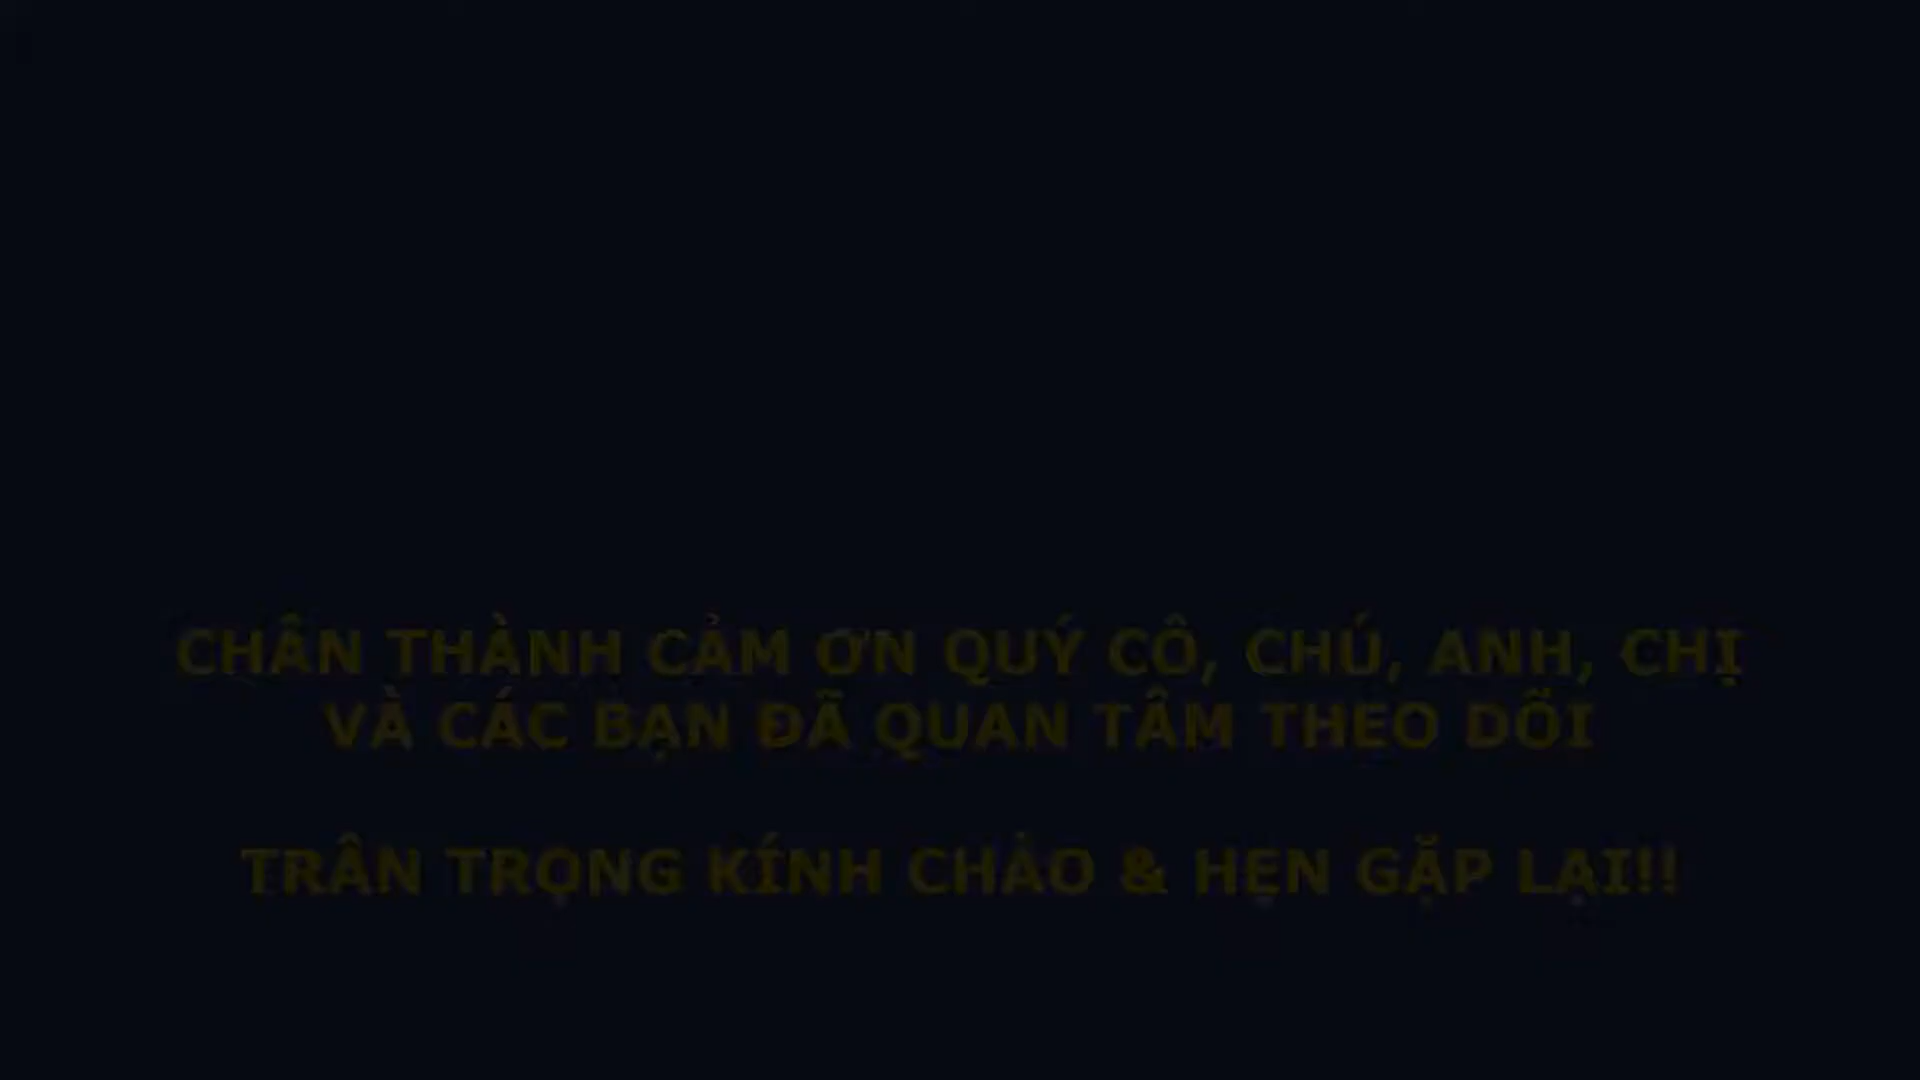 CHÂN THÀNH CẢM ƠN QUÝ CÔ, CHÚ, ANH, CHỊ
VÀ CÁC BẠN ĐÃ QUAN TÂM THEO DÕI
TRÂN TRỌNG KÍNH CHÀO & HẸN GẶP LẠI!!